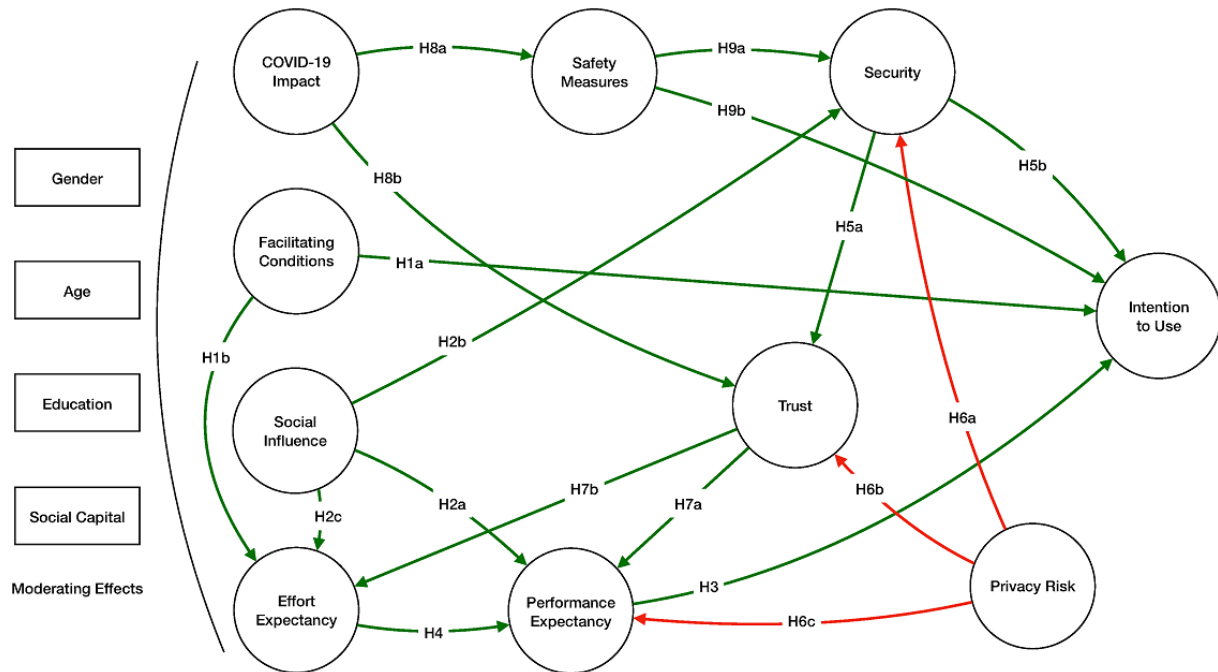 COVID-19
Impact
H8a
Safety
Measures
H9a
Security
H9b
H5b
Gender
H8b
H5a
Facilitating
Conditions
H1a
Age
Intention
to Use
H2b
H1b
Education
Social
Influence
Trust
H6a
H7b
H6b
H2a
H7a
H2c
Social Capital
Moderating Effects
Effort
Expectancy
H4
Performance
Expectancy
H3
Privacy Risk
H6c